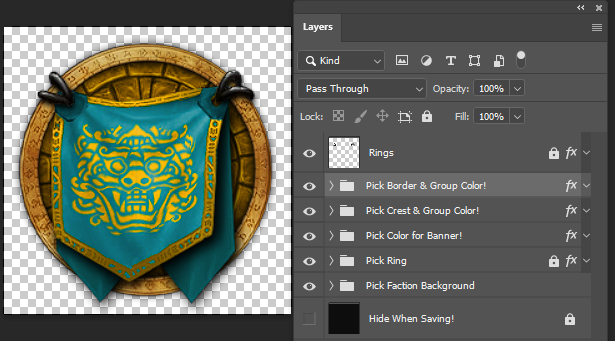 Layers
Kind
Pass Through
Opacity: 100%
Lock:
Fill: 100%
Rings
fx
Pick Border & Group Color!
fx
Pick Crest & Group Color!
fx
Pick Color for Banner!
fx
Pick Ring
fx
Pick Faction Background
Hide When Saving!